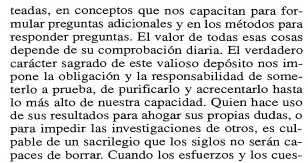 teadas, en conceptos que nos capacitan para for-
mular preguntas adicionales y en los métodos para
responder preguntas. El valor de todas esas cosas
depende de su comprobación diaria. El verdadero
carácter sagrado de este valioso depósito nos im-
pone la obligación y la responsabilidad de some-
terlo a prueba, de purificarlo y acrecentarlo hasta
lo más alto de nuestra capacidad. Quien hace uso
de sus resultados para ahogar sus propias dudas, o
para impedir las investigaciones de otros, es cul-
pable de un sacrilegio que los siglos no serán ca-
paces de borrar. Cuando los esfuerzos y los cuer-